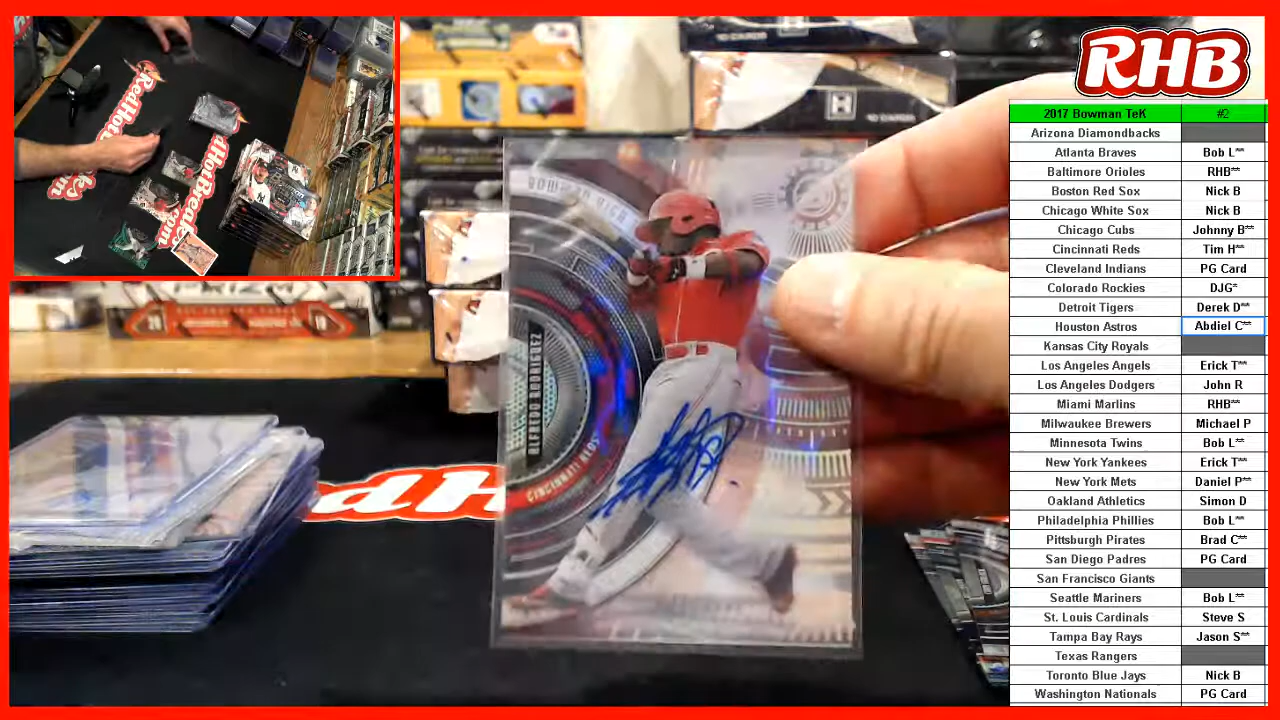 RHB
2017 Bowman TeK #2
Arizona Diamondbacks
Atlanta Braves Bob L**
Baltimore Orioles RHB**
Boston Red Sox Nick B
Chicago White Sox Nick B
Chicago Cubs Johnny B**
Cincinnati Reds Tim H**
Cleveland Indians PG Card
Colorado Rockies DJG*
Detroit Tigers Derek D**
Houston Astros Abdiel C**
Kansas City Royals
Los Angeles Angels Erick T**
Los Angeles Dodgers John R
Miami Marlins RHB**
Milwaukee Brewers Michael P
Minnesota Twins Bob L**
New York Yankees Erick T**
New York Mets Daniel P**
Oakland Athletics Simon D
Philadelphia Phillies Bob L**
Pittsburgh Pirates Brad C**
San Diego Padres PG Card
San Francisco Giants
Seattle Mariners Bob L**
St. Louis Cardinals Steve S
Tampa Bay Rays Jason S**
Texas Rangers
Toronto Blue Jays Nick B
Washington Nationals PG Card
BOWMAN HIGH
ALFREDO RODRIGUEZ
CINCINNATI REDS
10 CARDS
RedH